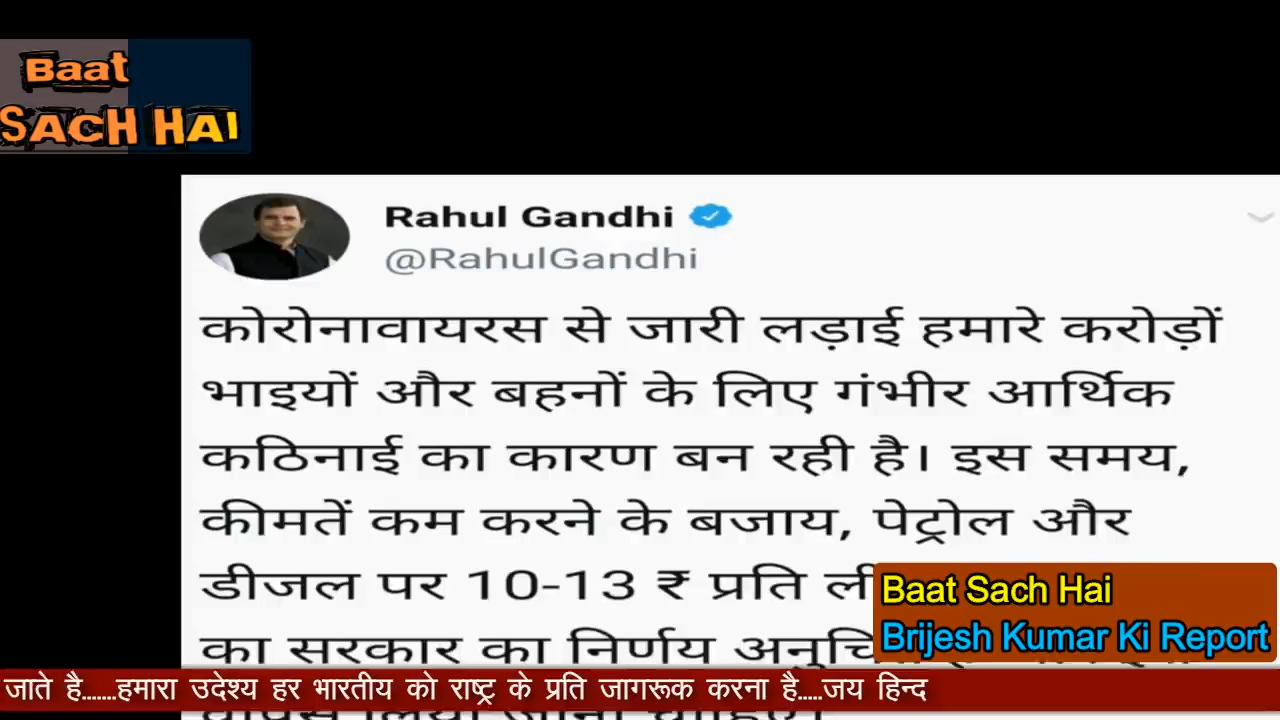 Baat
SACH HAI
Rahul Gandhi
@RahulGandhi
कोरोनावायरस से जारी लड़ाई हमारे करोड़ों
भाइयों और बहनों के लिए गंभीर आर्थिक
कठिनाई का कारण बन रही है। इस समय,
कीमतें कम करने के बजाय, पेट्रोल और
डीजल पर 10-13 ₹ प्रति
Baat Sach Hai
का सरकार का निर्णय
Brijesh Kumar Ki Report
जाते है......हमारा उदेश्य हर भारतीय को राष्ट्र के प्रति जागरूक करना है.....जय हिन्द